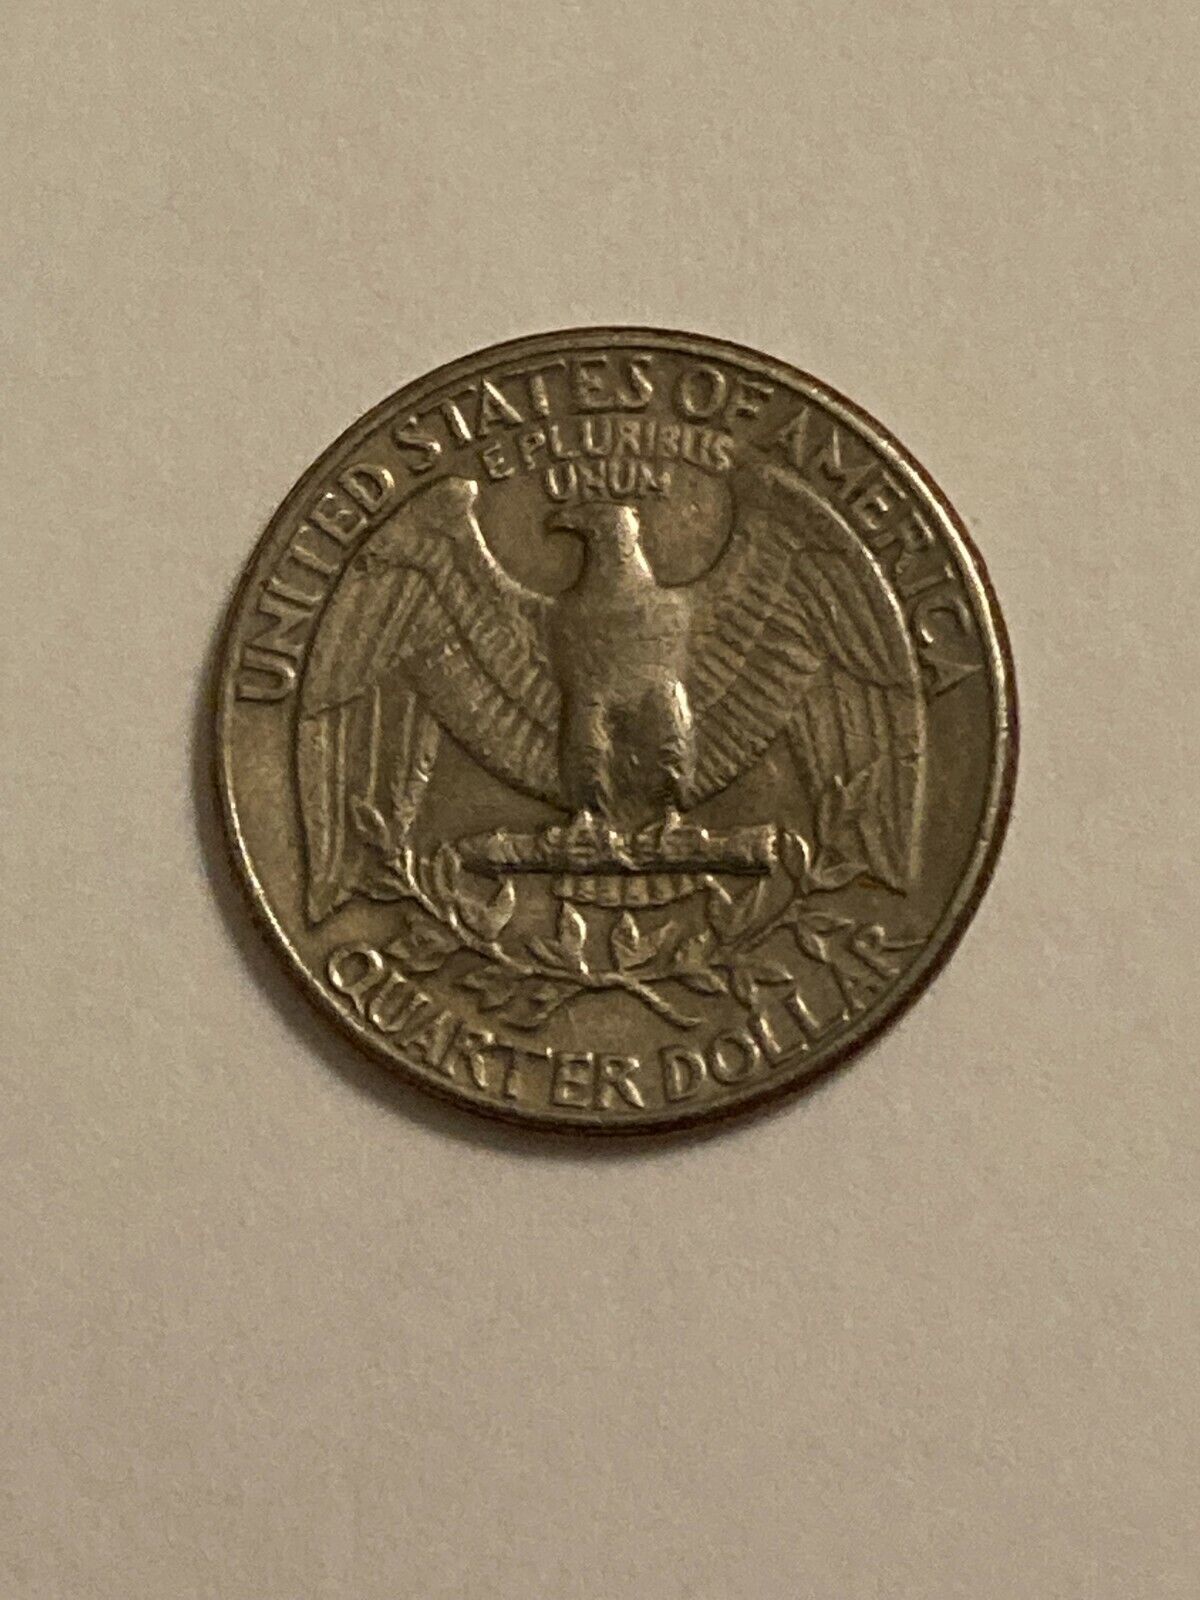 UNITED STATES OF AMERICA
E PLURIBUS
UNUM
QUARTER DOLLAR